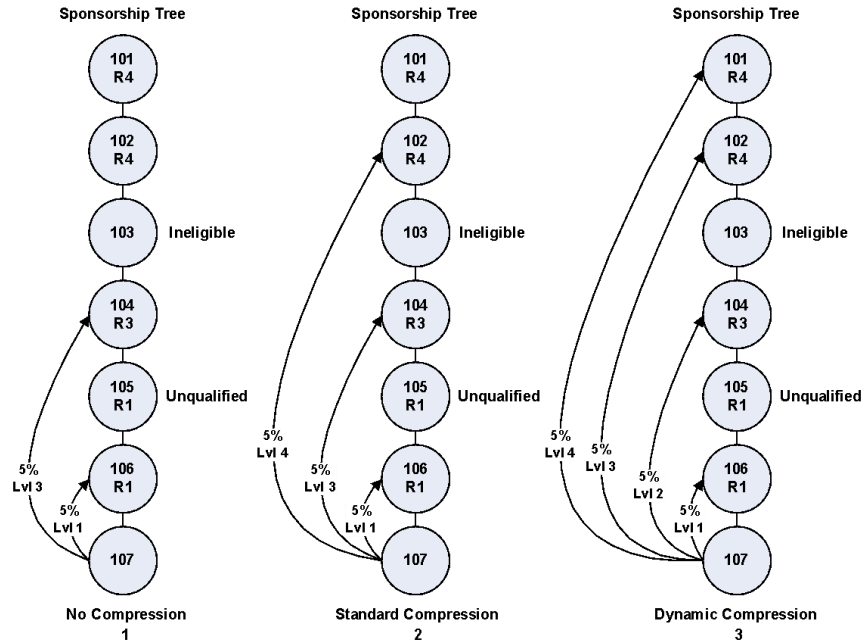 Sponsorship Tree
101
R4
102
R4
103
Ineligible
104
R3
105
R1
Unqualified
106
R1
107
5%
Lvl 3
5%
Lvl 1
No Compression
1
Sponsorship Tree
101
R4
102
R4
103
Ineligible
104
R3
105
R1
Unqualified
106
R1
107
5%
Lvl 4
5%
Lvl 3
5%
Lvl 1
Standard Compression
2
Sponsorship Tree
101
R4
102
R4
103
Ineligible
104
R3
105
R1
Unqualified
106
R1
107
5%
Lvl 4
5%
Lvl 3
5%
Lvl 2
5%
Lvl 1
Dynamic Compression
3